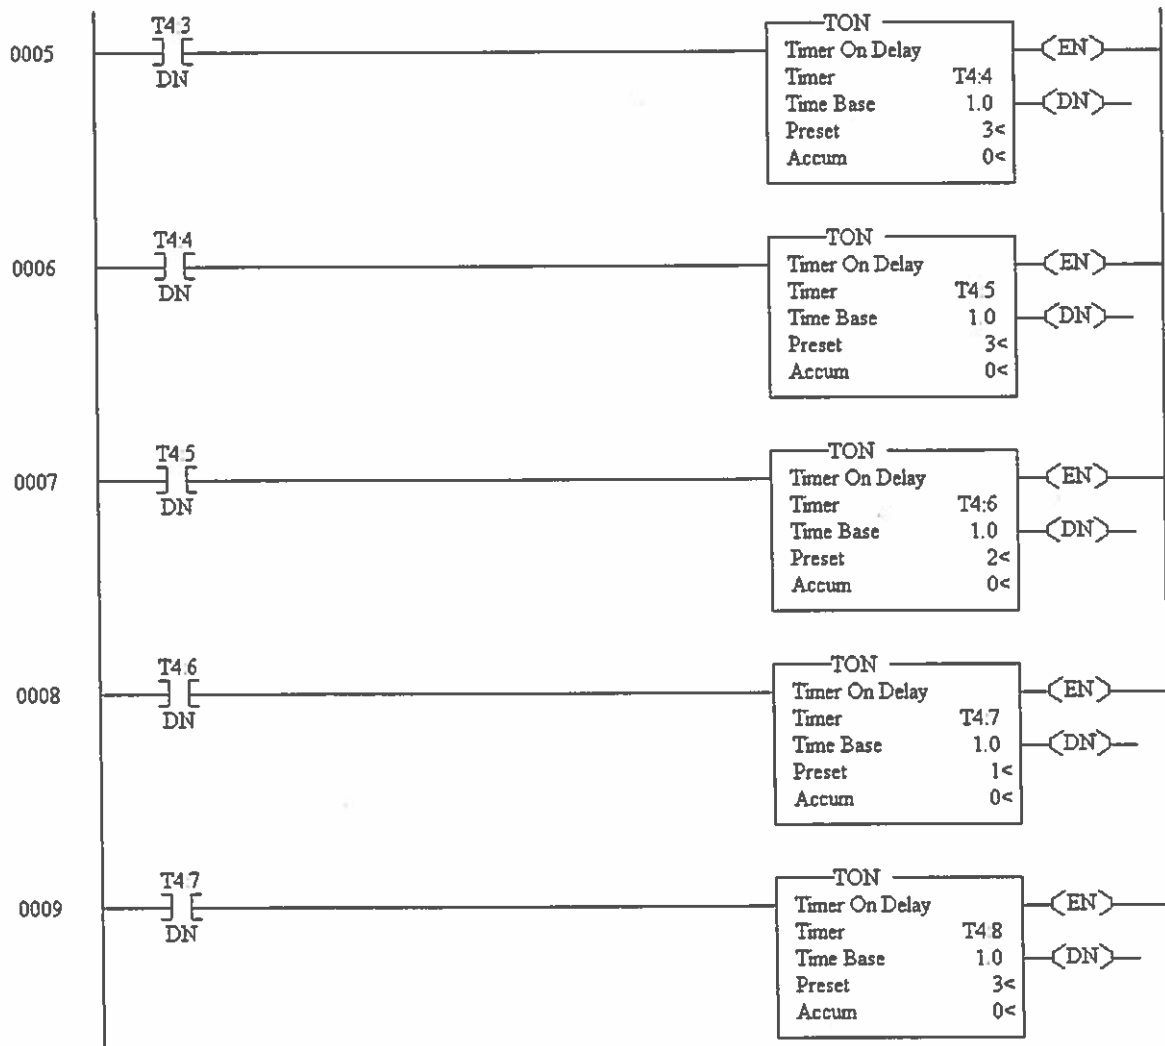 T4:3
TON
0005
Timer On Delay
EN
DN
Timer T4:4
Time Base 1.0
DN
Preset 3<
Accum 0<
T4:4
TON
0006
Timer On Delay
EN
DN
Timer T4:5
Time Base 1.0
DN
Preset 3<
Accum 0<
T4:5
TON
0007
Timer On Delay
EN
DN
Timer T4:6
Time Base 1.0
DN
Preset 2<
Accum 0<
T4:6
TON
0008
Timer On Delay
EN
DN
Timer T4:7
Time Base 1.0
DN
Preset 1<
Accum 0<
T4:7
TON
0009
Timer On Delay
EN
DN
Timer T4:8
Time Base 1.0
DN
Preset 3<
Accum 0<